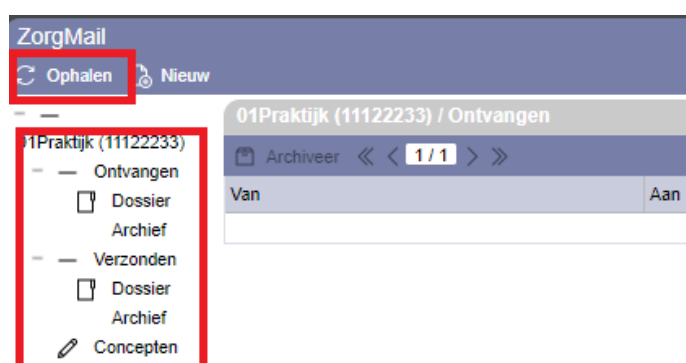 ZorgMail
Ophalen Nieuw
01Praktijk (11122233) / Ontvangen
01Praktijk (11122233)
Archiveer 1 / 1
Ontvangen
Van Aan
Dossier
Archief
Verzonden
Dossier
Archief
Concepten